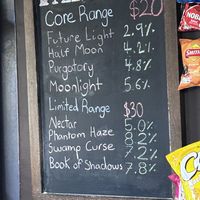 Core Range $20
Future Light 2.9%
Half Moon 4.2%
Purgatory 4.8%
Moonlight 5.6%
Limited Range $30
Nectar 5.0%
Phantom Haze 8.2%
Swamp Curse 7.2%
Book of Shadows 7.8%